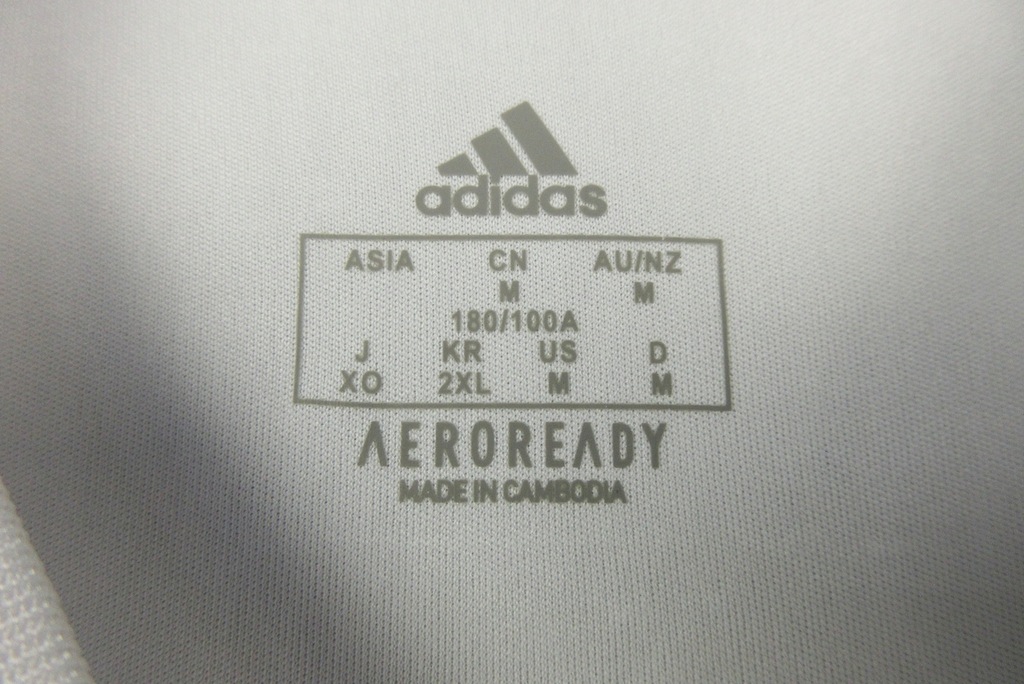 adidas
ASIA CN AU/NZ
M M
180/100A
J KR US D
XO 2XL M M
AEROREADY
MADE IN CAMBODIA